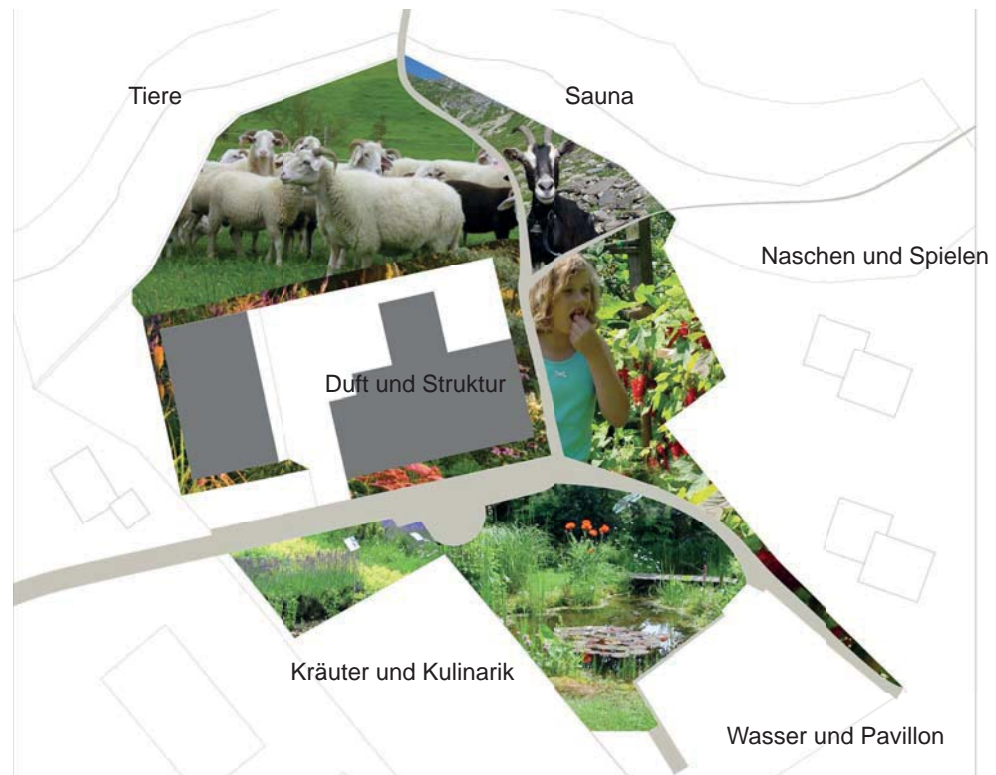 Tiere
Sauna
Naschen und Spielen
Duft und Struktur
Kräuter und Kulinarik
Wasser und Pavillon